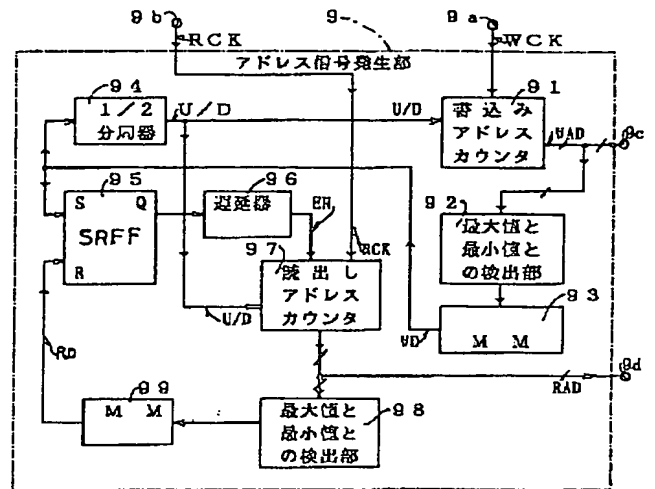 9b
9
9a
RCK
WCK
アドレス信号発生部
94
1/2
分周器
U/D
U/D
91
書込み
アドレス
カウンタ
WAD
9c
95
S
Q
SRFF
R
96
遅延器
EN
RCK
92
最大値と
最小値と
の検出部
97
読出し
アドレス
カウンタ
U/D
WD
93
M M
RD
9d
RAD
99
M M
98
最大値と
最小値と
の検出部